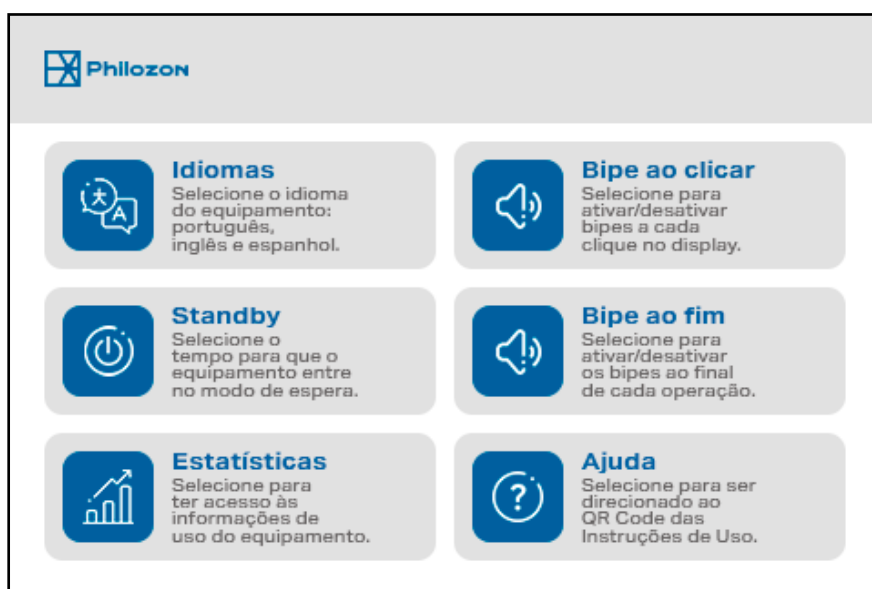 Philozon
Idiomas
Selecione o idioma
do equipamento:
português,
inglês e espanhol.
Bipe ao clicar
Selecione para
ativar/desativar
bipes a cada
clique no display.
Standby
Selecione o
tempo para que o
equipamento entre
no modo de espera.
Bipe ao fim
Selecione para
ativar/desativar
os bipes ao final
de cada operação.
Estatísticas
Selecione para
ter acesso às
informações de
uso do equipamento.
Ajuda
Selecione para ser
direcionado ao
QR Code das
Instruções de Uso.